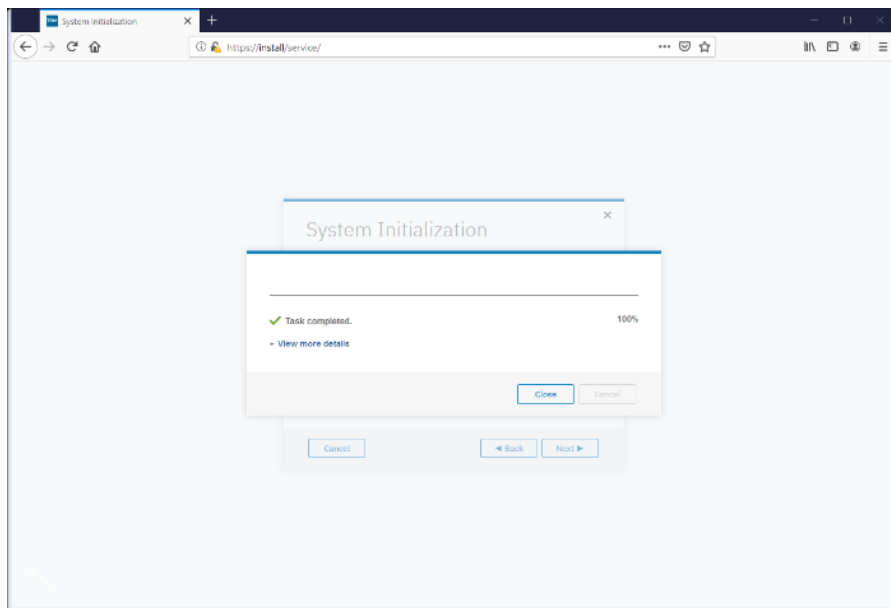 System Initialization
https://install/service/
System Initialization
Task completed.
100%
View more details
Close
Cancel
Cancel
◄ Back
Next ►